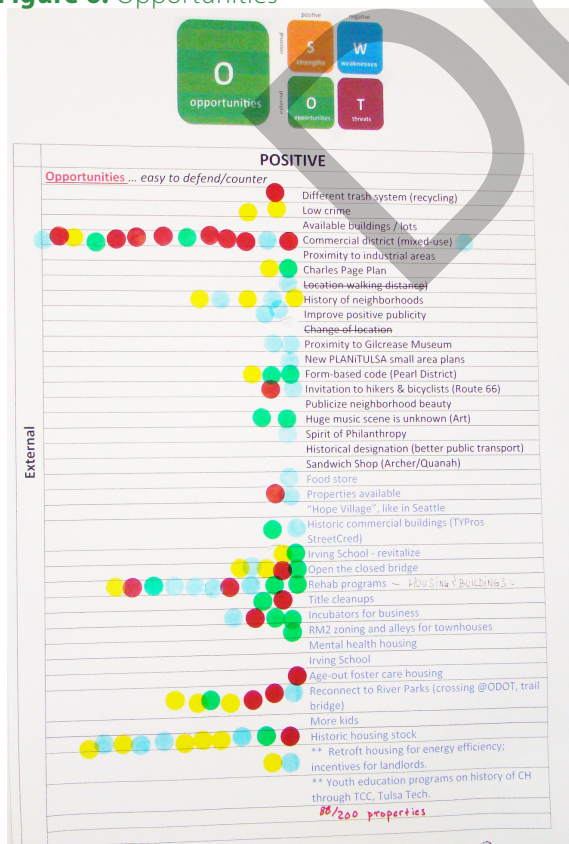 Figure 6. Opportunities
positive
negative
internal
S
strengths
W
weaknesses
O
opportunities
external
O
opportunities
T
threats
POSITIVE
Opportunities ... easy to defend/counter
Different trash system (recycling)
Low crime
Available buildings / lots
Commercial district (mixed-use)
Proximity to industrial areas
Charles Page Plan
Location walking distance)
History of neighborhoods
Improve positive publicity
Change of location
Proximity to Gilcrease Museum
New PLANiTULSA small area plans
Form-based code (Pearl District)
Invitation to hikers & bicyclists (Route 66)
Publicize neighborhood beauty
Huge music scene is unknown (Art)
Spirit of Philanthropy
Historical designation (better public transport)
Sandwich Shop (Archer/Quanah)
Food store
Properties available
"Hope Village", like in Seattle
Historic commercial buildings (TYPros
StreetCred)
Irving School - revitalize
Open the closed bridge
Rehab programs – HOUSING & BUILDINGS -
Title cleanups
Incubators for business
RM2 zoning and alleys for townhouses
Mental health housing
Irving School
Age-out foster care housing
Reconnect to River Parks (crossing @ODOT, trail
bridge)
More kids
Historic housing stock
** Retroft housing for energy efficiency;
incentives for landlords.
** Youth education programs on history of CH
through TCC, Tulsa Tech.
88/200 properties
External